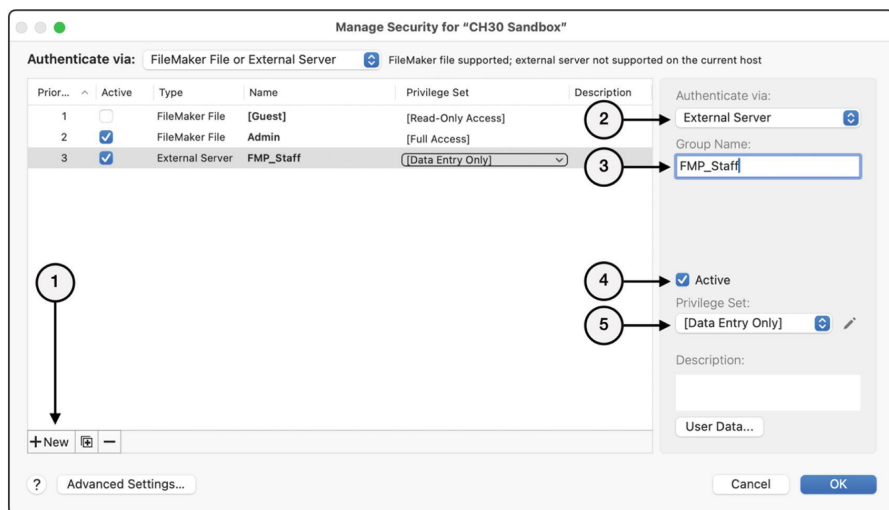 Manage Security for “CH30 Sandbox”
Authenticate via: FileMaker File or External Server FileMaker file supported; external server not supported on the current host
Prior... Active Type Name Privilege Set Description
1 FileMaker File [Guest] [Read-Only Access]
2 FileMaker File Admin [Full Access]
3 External Server FMP_Staff [Data Entry Only]
Authenticate via:
2 External Server
Group Name:
3 FMP_Staff
1
4 Active
Privilege Set:
5 [Data Entry Only]
Description:
User Data...
+ New
? Advanced Settings... Cancel OK